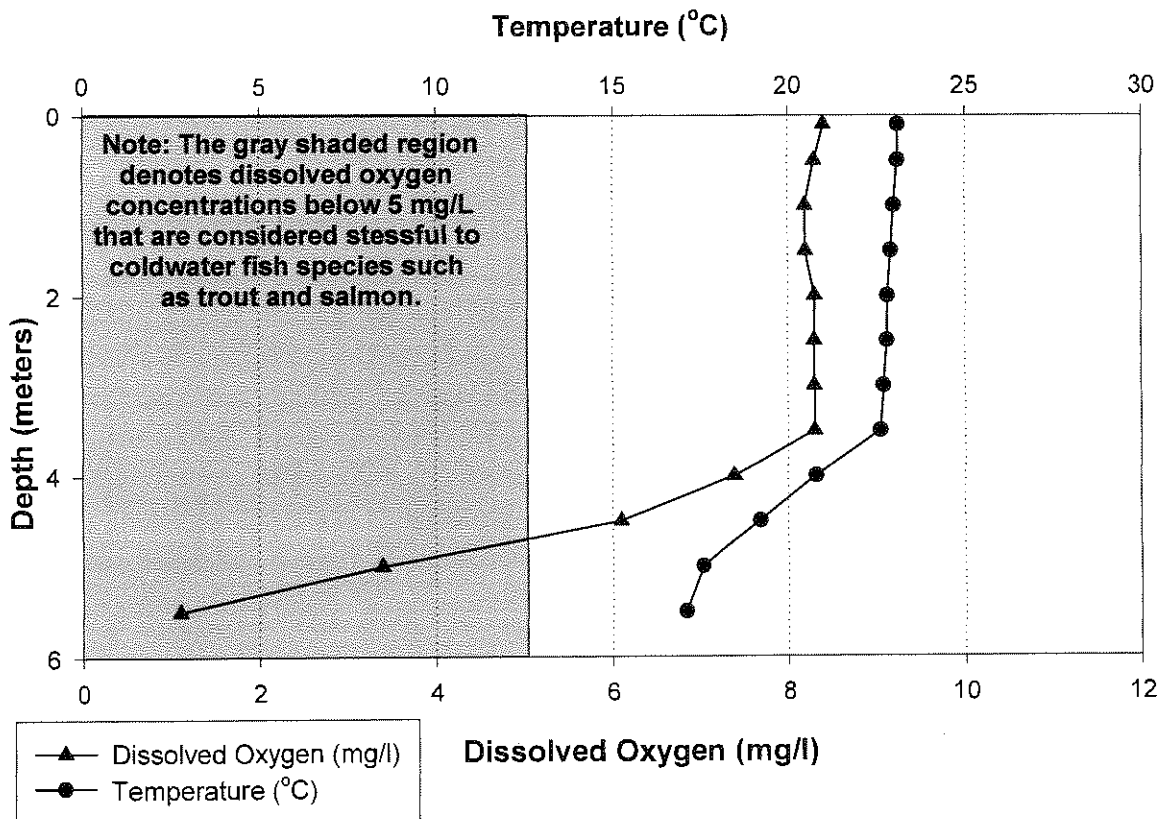 Temperature (°C)
0 5 10 15 20 25 30
0
2
4
6
Depth (meters)
Note: The gray shaded region
denotes dissolved oxygen
concentrations below 5 mg/L
that are considered stessful to
coldwater fish species such
as trout and salmon.
0 2 4 6 8 10 12
Dissolved Oxygen (mg/l)
Dissolved Oxygen (mg/l)
Temperature (°C)